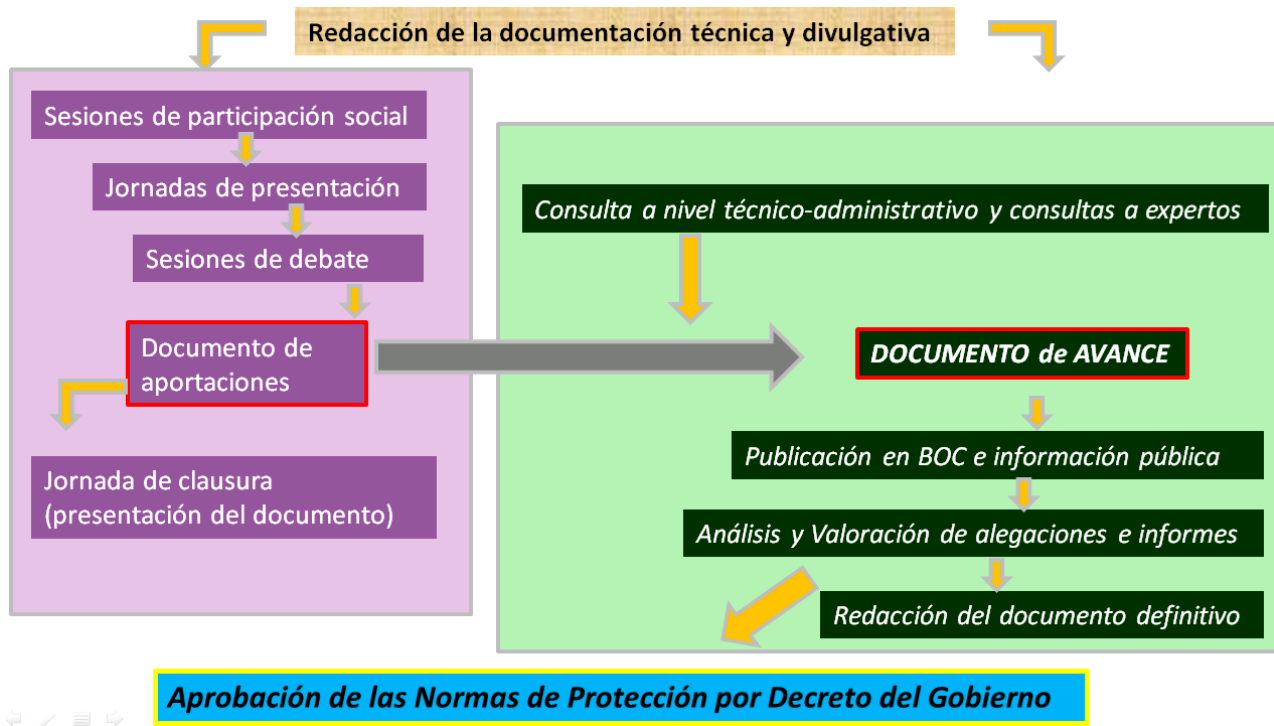 Redacción de la documentación técnica y divulgativa
Sesiones de participación social
Jornadas de presentación
Sesiones de debate
Documento de
aportaciones
Jornada de clausura
(presentación del documento)
Consulta a nivel técnico-administrativo y consultas a expertos
DOCUMENTO de AVANCE
Publicación en BOC e información pública
Análisis y Valoración de alegaciones e informes
Redacción del documento definitivo
Aprobación de las Normas de Protección por Decreto del Gobierno